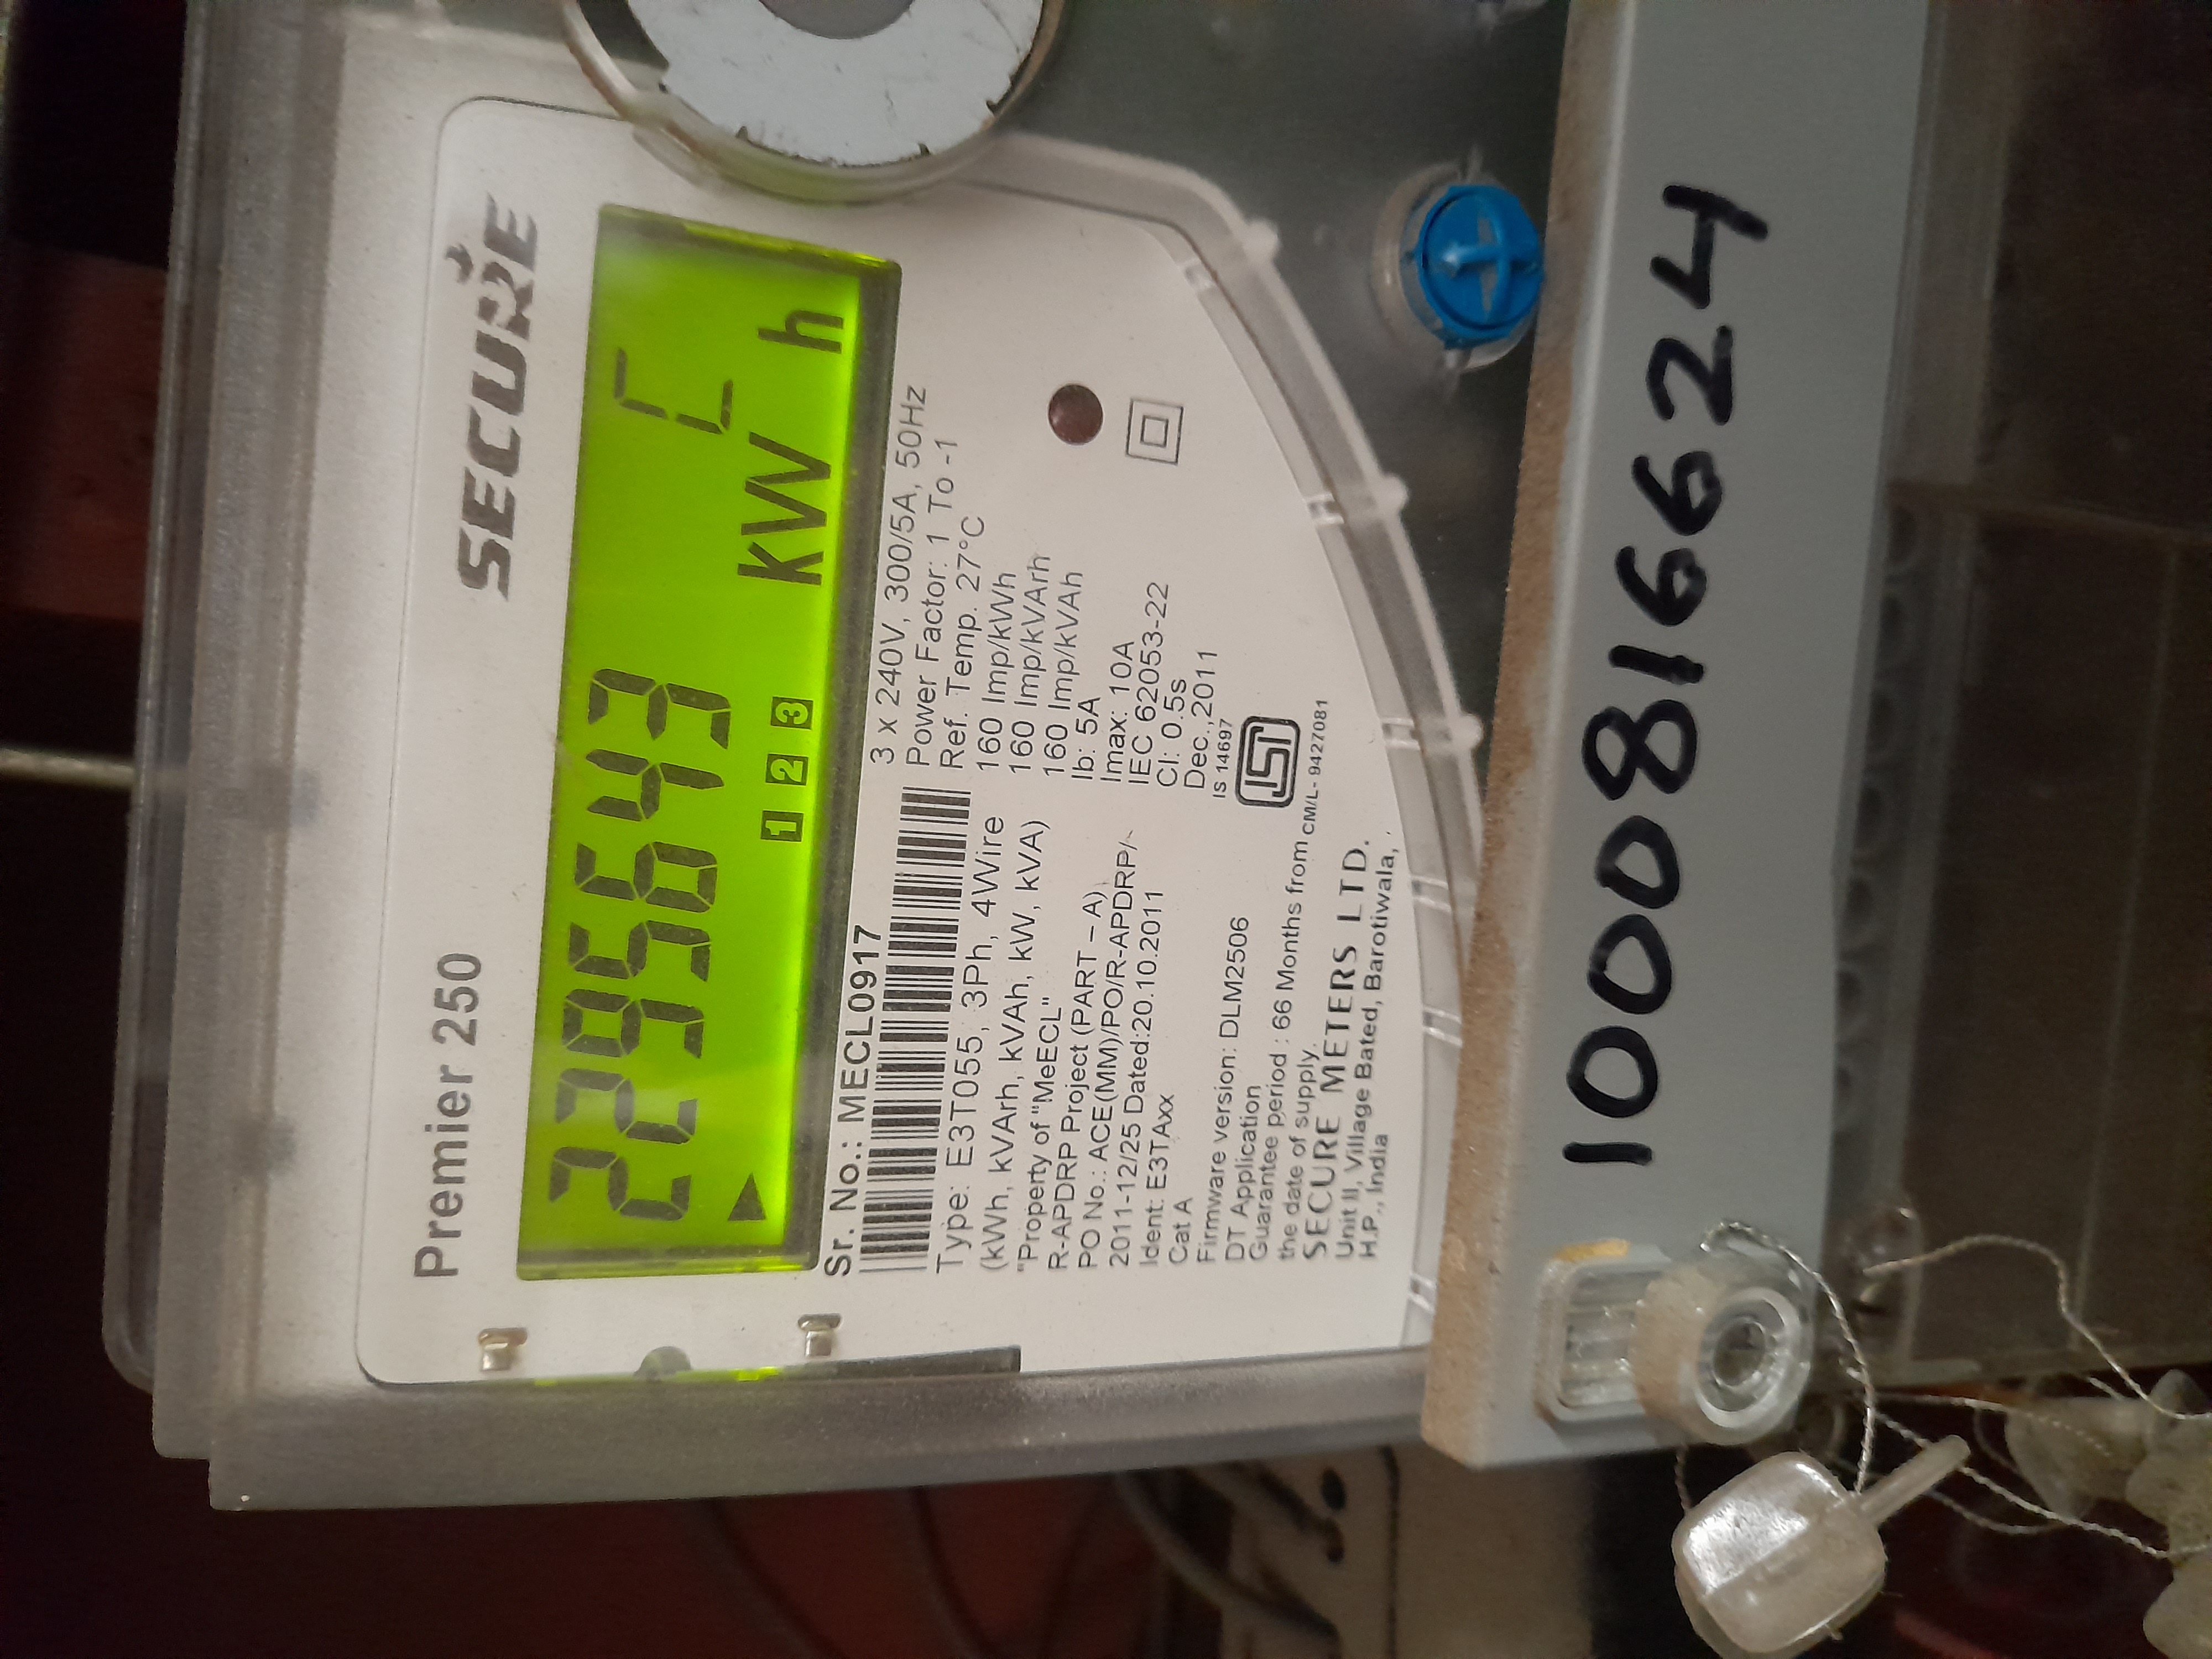 Premier 250
SECURE
2295643 C
1 2 3 kW h
Sr. No.: MECL0917
Type: E3T055, 3Ph, 4Wire
(kWh, kVArh, kVAh, kW, kVA)
"Property of "MeECL"
R-APDRP Project (PART – A)
PO No.: ACE(MM)/PO/R-APDRP/
2011-12/25 Dated:20.10.2011
Ident: E3TAxx
Cat A
Firmware version: DLM2506
DT Application
Guarantee period : 66 Months from
the date of supply.
SECURE METERS LTD.
Unit II, Village Bated, Barotiwala,
H.P., India
3 x 240V, 300/5A, 50Hz
Power Factor: 1 To -1
Ref. Temp. 27°C
160 Imp/kWh
160 Imp/kVArh
160 Imp/kVAh
Ib: 5A
Imax: 10A
IEC 62053-22
Cl: 0.5s
Dec.,2011
IS 14697
ISI
CM/L- 9427081
100816624